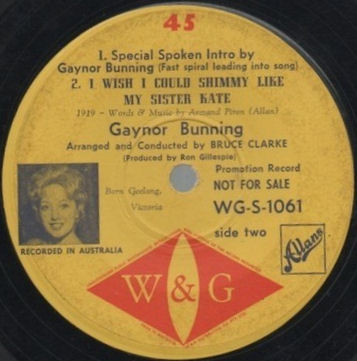 45
1. Special Spoken Intro by
Gaynor Bunning (Fast spiral leading into song)
2. I WISH I COULD SHIMMY LIKE
MY SISTER KATE
1919 - Words & Music by Armand Piron (Allan)
Gaynor Bunning
Arranged and Conducted by BRUCE CLARKE
(Produced by Ron Gillespie)
Promotion Record
NOT FOR SALE
Born Geelong,
Victoria
WG-S-1061
side two
Allans
RECORDED IN AUSTRALIA
W&G